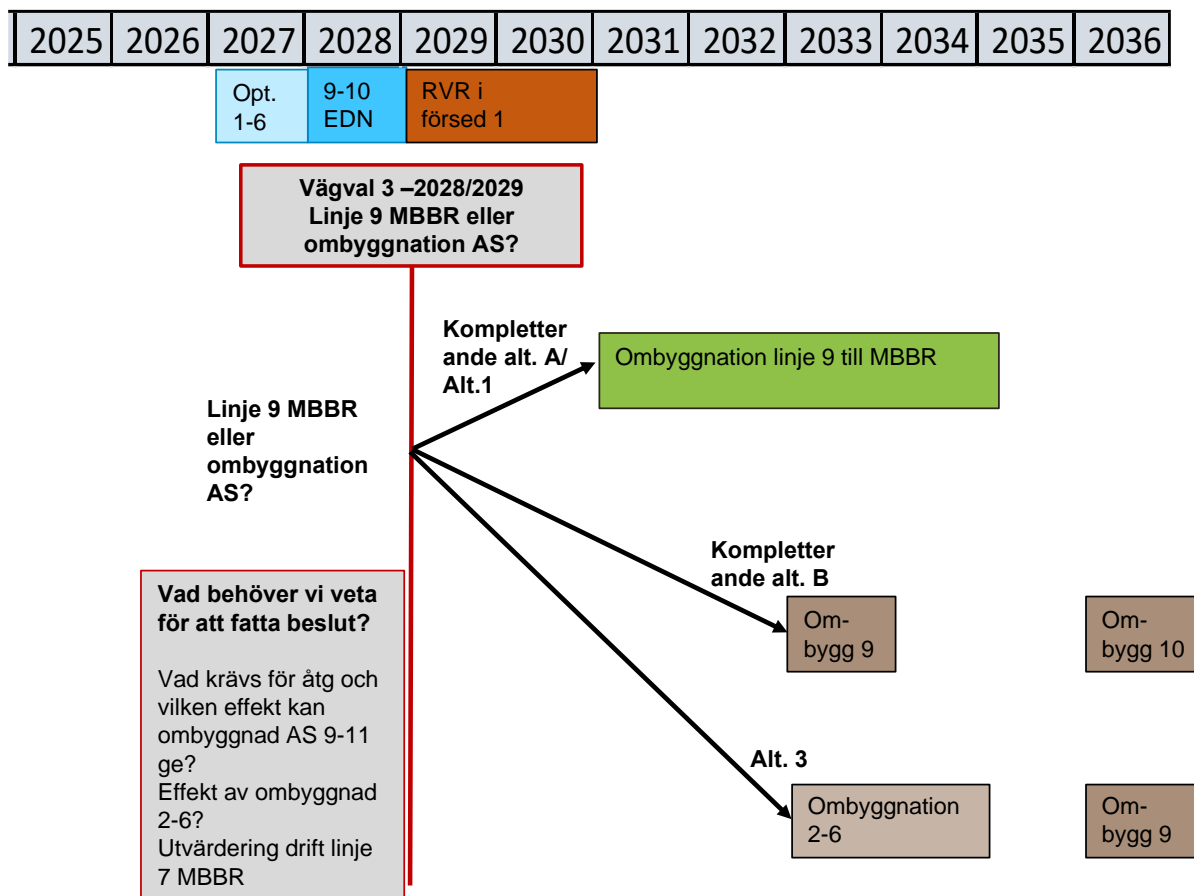 2025 2026 2027 2028 2029 2030 2031 2032 2033 2034 2035 2036
Opt.
1-6
9-10
EDN
RVR i
försed 1
Vägval 3 –2028/2029
Linje 9 MBBR eller
ombyggnation AS?
Kompletter
ande alt. A/
Alt.1
Ombyggnation linje 9 till MBBR
Linje 9 MBBR
eller
ombyggnation
AS?
Kompletter
ande alt. B
Om-
bygg 9
Om-
bygg 10
Vad behöver vi veta
för att fatta beslut?
Vad krävs för åtg och
vilken effekt kan
ombyggnad AS 9-11
ge?
Effekt av ombyggnad
2-6?
Utvärdering drift linje
7 MBBR
Alt. 3
Ombyggnation
2-6
Om-
bygg 9